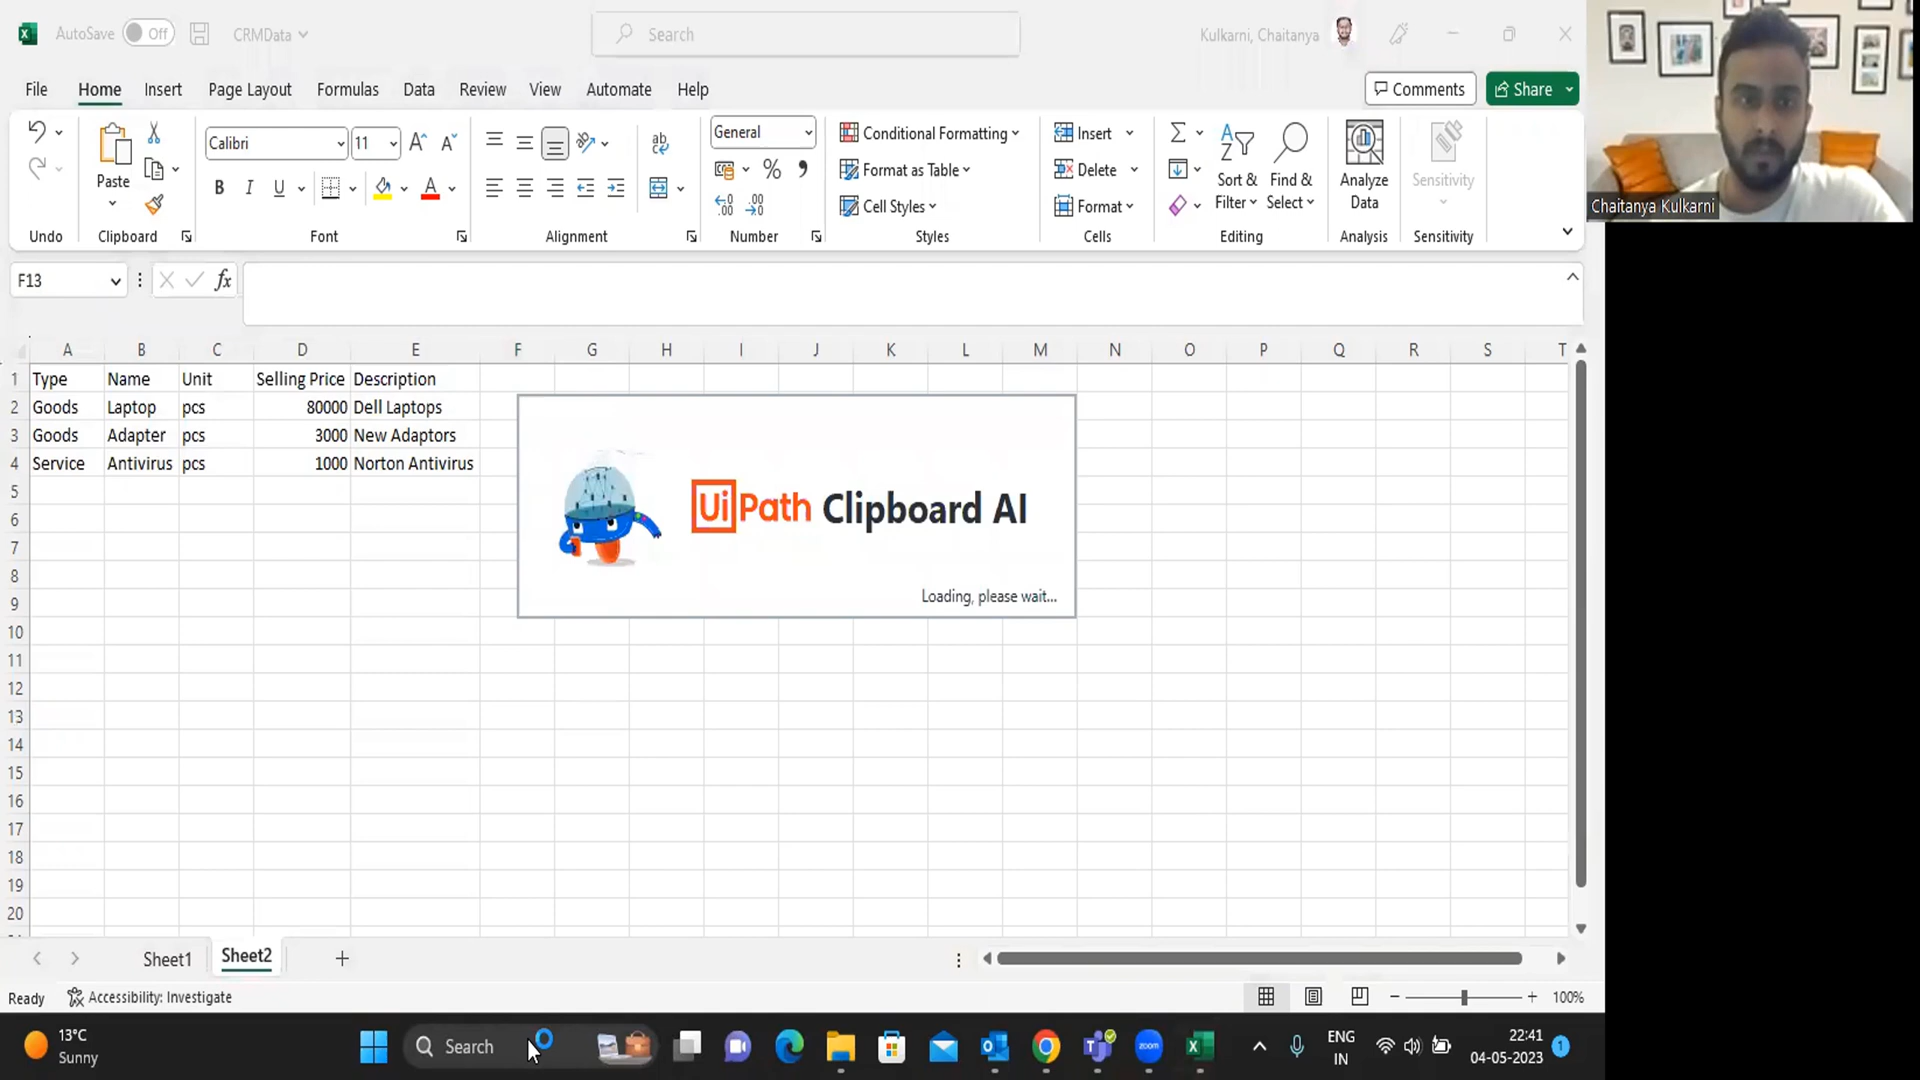 AutoSave Off CRMData Search Kulkarni, Chaitanya
File Home Insert Page Layout Formulas Data Review View Automate Help Comments Share
Calibri 11 General Conditional Formatting Insert
Paste Format as Table Delete Sort & Filter Find & Select Analyze Data Sensitivity
B I U A Cell Styles Format
Undo Clipboard Font Alignment Number Styles Cells Editing Analysis Sensitivity
Chaitanya Kulkarni
F13 fx
A B C D E F G H I J K L M N O P Q R S T
1 Type Name Unit Selling Price Description
2 Goods Laptop pcs 80000 Dell Laptops
3 Goods Adapter pcs 3000 New Adaptors
4 Service Antivirus pcs 1000 Norton Antivirus
5
6
7
8
9
10
11
12
13
14
15
16
17
18
19
20
UiPath Clipboard AI
Loading, please wait...
Sheet1 Sheet2 +
Ready Accessibility: Investigate 100%
13°C
Sunny
Search
zoom
ENG
IN
22:41
04-05-2023
1